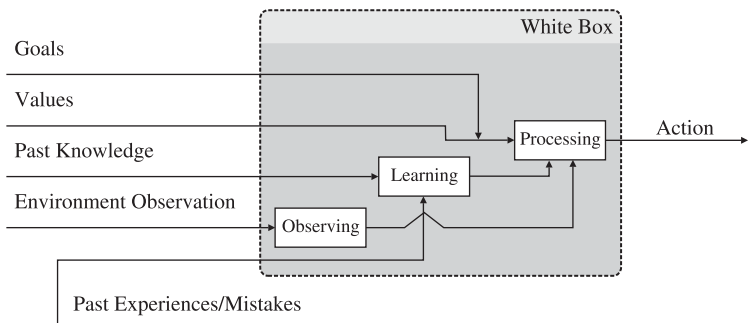 White Box
Goals
Values
Processing
Action
Past Knowledge
Learning
Environment Observation
Observing
Past Experiences/Mistakes